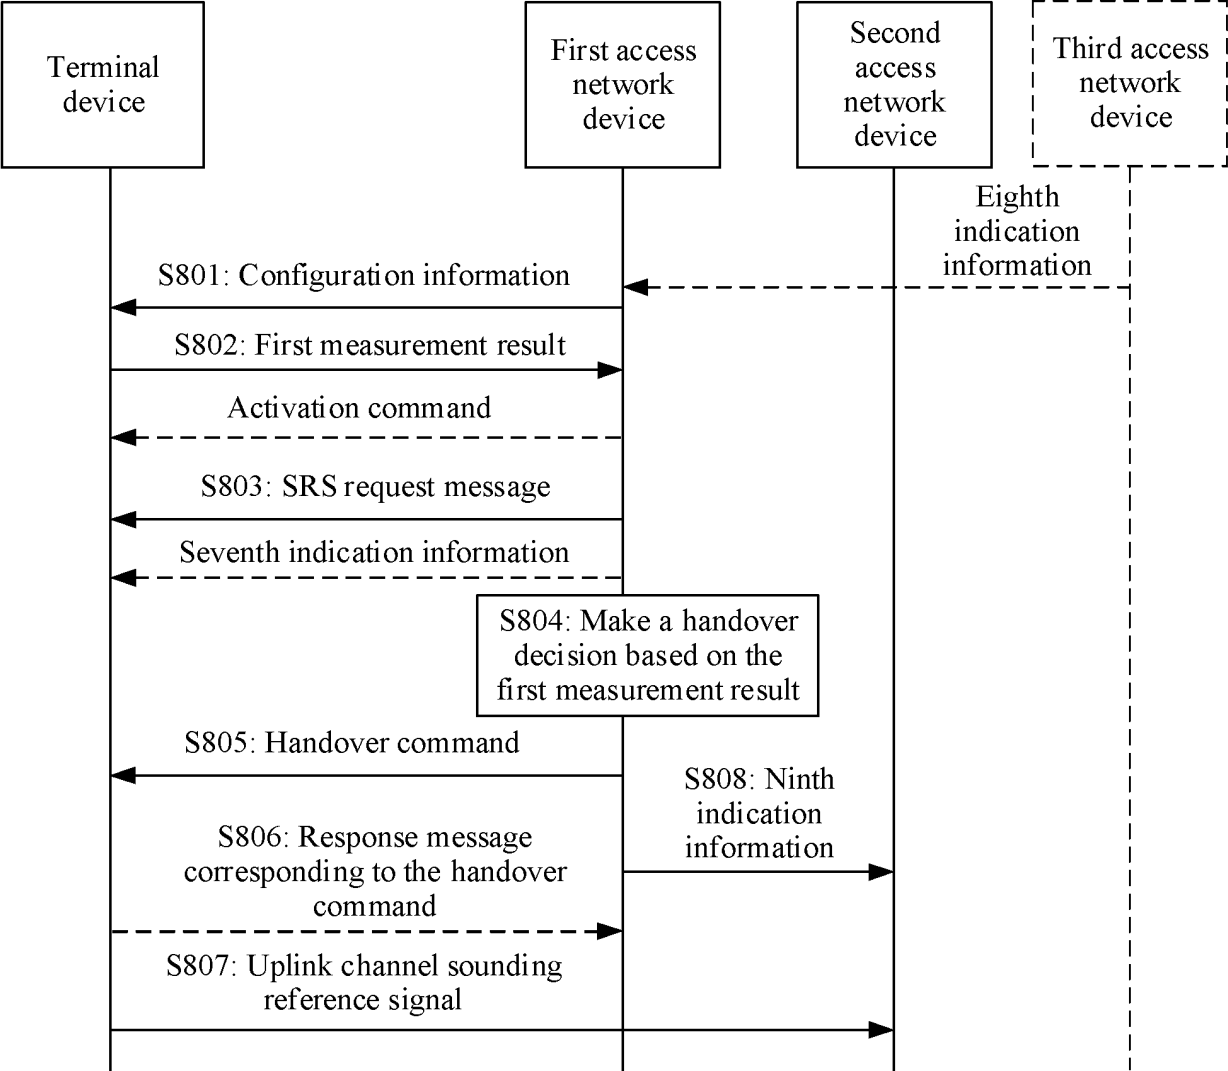 Terminal
device
First access
network
device
Second
access
network
device
Third access
network
device
Eighth
indication
information
S801: Configuration information
S802: First measurement result
Activation command
S803: SRS request message
Seventh indication information
S804: Make a handover
decision based on the
first measurement result
S805: Handover command
S808: Ninth
indication
information
S806: Response message
corresponding to the handover
command
S807: Uplink channel sounding
reference signal